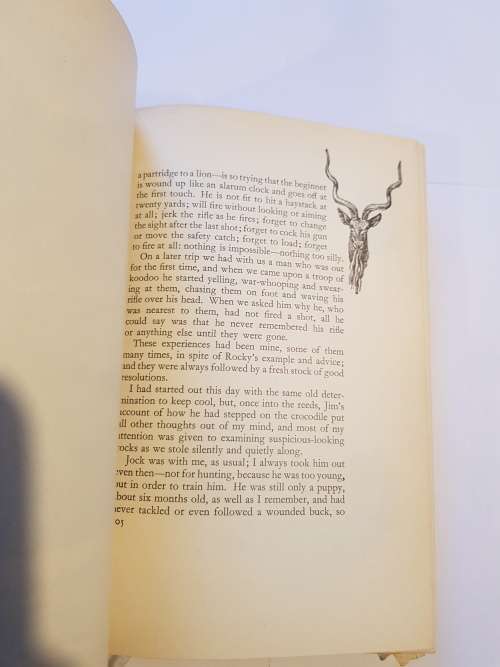 a partridge to a lion—is so trying that the beginner
is wound up like an alarum clock and goes off at
the first touch. He is not fit to hit a haystack at
twenty yards; will fire without looking or aiming
at all; jerk the rifle as he fires; forget to change
the sight after the last shot; forget to cock his gun
or move the safety catch; forget to load; forget
to fire at all: nothing is impossible—nothing too silly.
On a later trip we had with us a man who was out
for the first time, and when we came upon a troop of
koodoo he started yelling, war-whooping and swear-
ing at them, chasing them on foot and waving his
rifle over his head. When we asked him why he, who
was nearest to them, had not fired a shot, all he
could say was that he never remembered his rifle
or anything else until they were gone.
These experiences had been mine, some of them
many times, in spite of Rocky's example and advice;
and they were always followed by a fresh stock of good
resolutions.
I had started out this day with the same old deter-
mination to keep cool, but, once into the reeds, Jim's
account of how he had stepped on the crocodile put
all other thoughts out of my mind, and most of my
attention was given to examining suspicious-looking
rocks as we stole silently and quietly along.
Jock was with me, as usual; I always took him out
even then—not for hunting, because he was too young,
but in order to train him. He was still only a puppy,
about six months old, as well as I remember, and had
never tackled or even followed a wounded buck, so
05